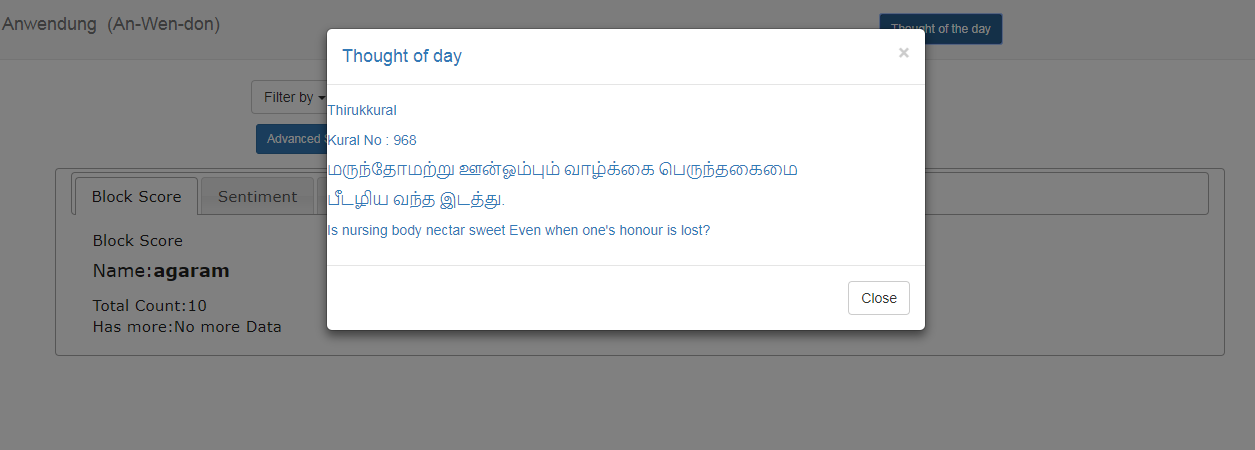 Anwendung (An-Wen-don)
Thought of the day
Thought of day
×
Filter by
Thirukkural
Advanced
Kural No : 968
மருந்தோமற்று ஊன்ஓம்பும் வாழ்க்கை பெருந்தகைமை
பீடழிய வந்த இடத்து.
Is nursing body nectar sweet Even when one's honour is lost?
Block Score
Sentiment
Block Score
Name:agaram
Total Count:10
Has more:No more Data
Close